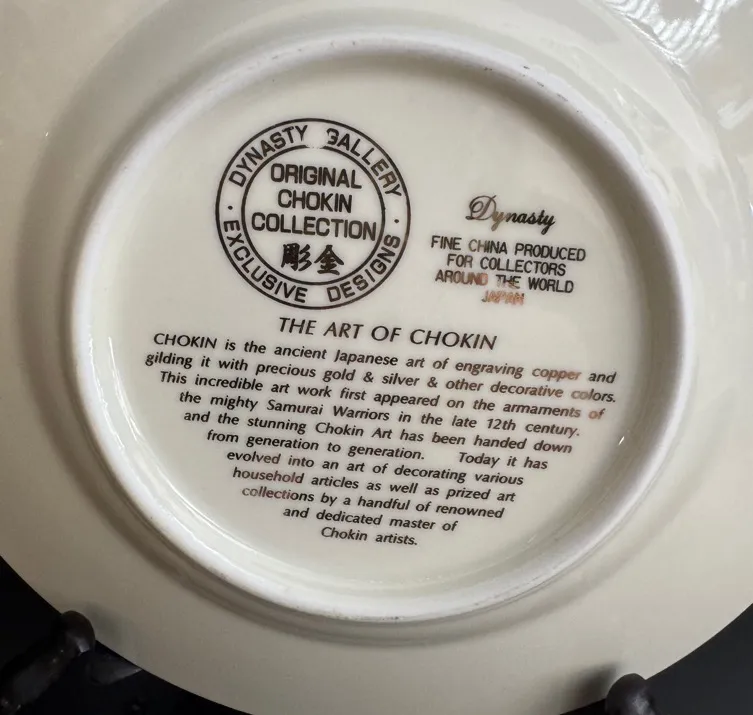 DYNASTY GALLERY
ORIGINAL
CHOKIN
COLLECTION
彫金
· EXCLUSIVE DESIGNS ·
Dynasty
FINE CHINA PRODUCED
FOR COLLECTORS
AROUND THE WORLD
JAPAN
THE ART OF CHOKIN
CHOKIN is the ancient Japanese art of engraving copper and
gilding it with precious gold & silver & other decorative colors.
This incredible art work first appeared on the armaments of
the mighty Samurai Warriors in the late 12th century.
and the stunning Chokin Art has been handed down
from generation to generation. Today it has
evolved into an art of decorating various
household articles as well as prized art
collections by a handful of renowned
and dedicated master of
Chokin artists.